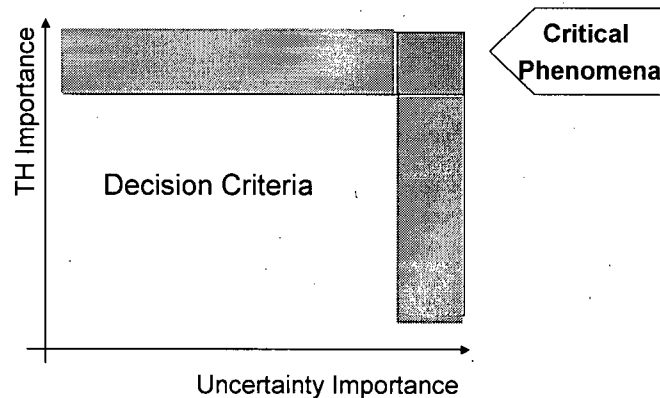 Critical
Phenomena
TH Importance
Decision Criteria
Uncertainty Importance